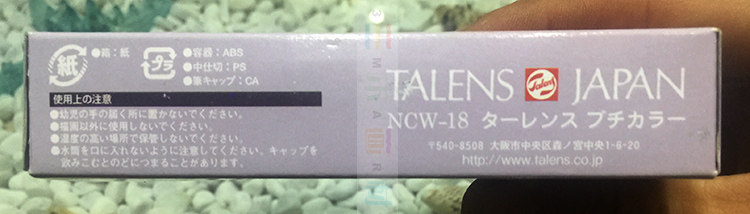 紙
プラ
●箱：紙
●容器：ABS
●中仕切：PS
●筆キャップ：CA
使用上の注意
●幼児の手の届く所に置かないでください。
●描画以外に使用しないでください。
●温度の高い場所で保管しないでください。
●水筒を口に入れないように注意してください。キャップを
飲みこむとのどにつまることがあります。
TALENS Talens JAPAN
NCW-18 ターレンス プチカラー
〒540-8508 大阪市中央区森ノ宮中央1-6-20
http://www.talens.co.jp